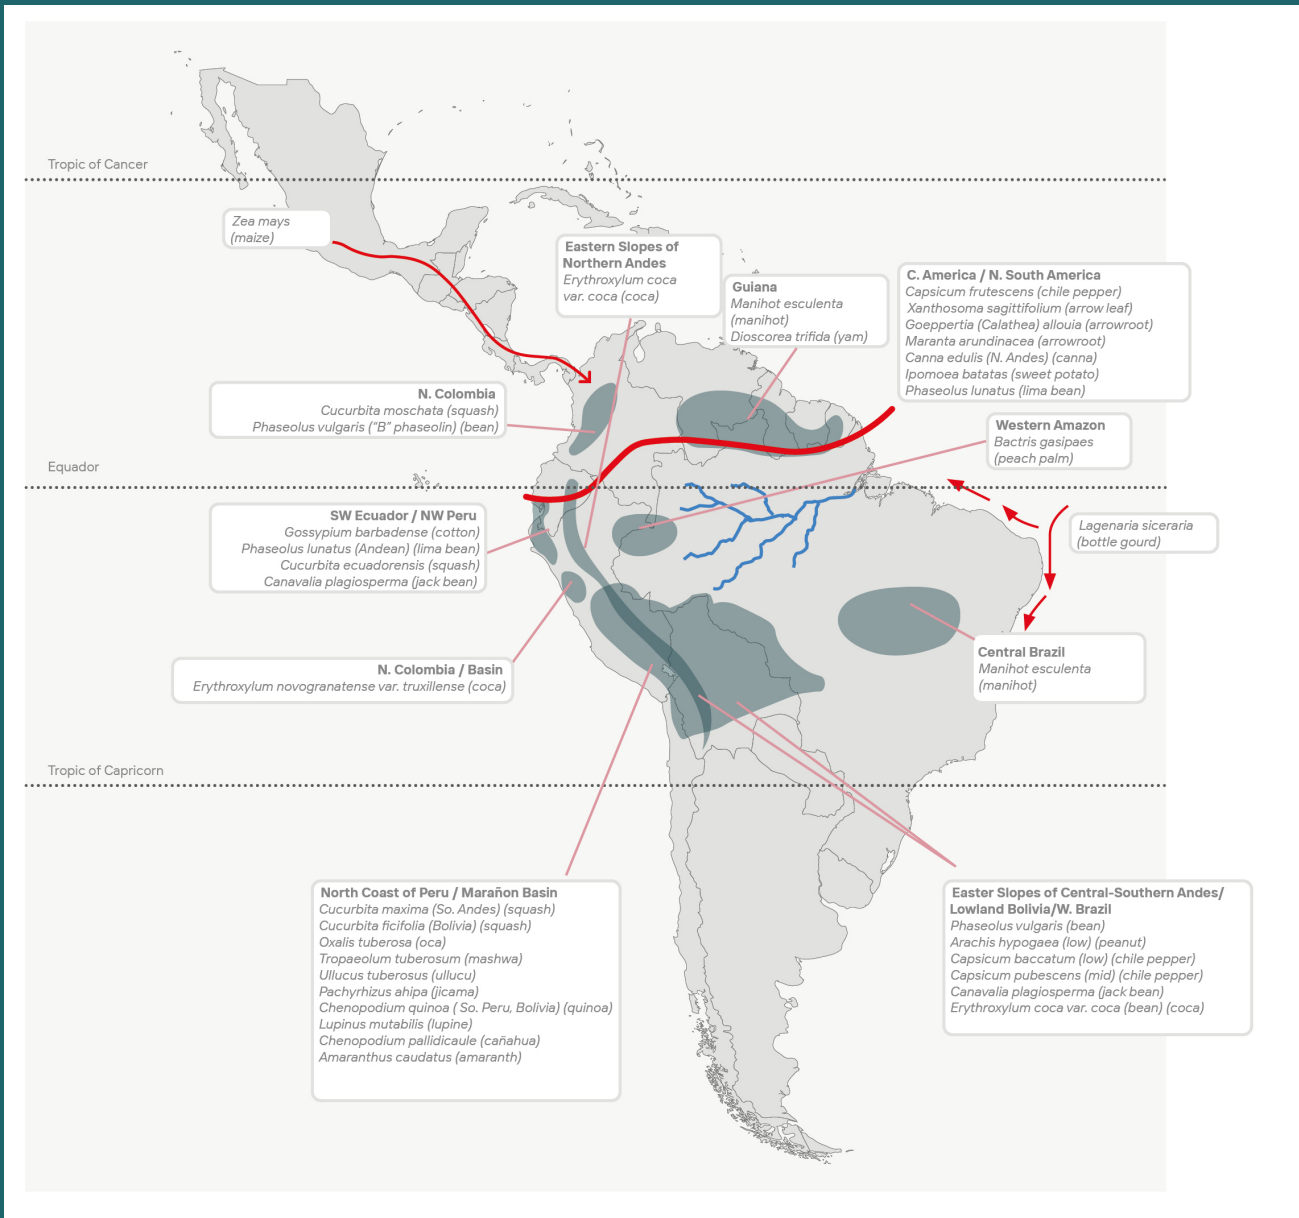 Tropic of Cancer
Zea mays
(maize)
Eastern Slopes of
Northern Andes
Erythroxylum coca
var. coca (coca)
Guiana
Manihot esculenta
(manihot)
Dioscorea trifida (yam)
C. America / N. South America
Capsicum frutescens (chile pepper)
Xanthosoma sagittifolium (arrow leaf)
Goeppertia (Calathea) allouia (arrowroot)
Maranta arundinacea (arrowroot)
Canna edulis (N. Andes) (canna)
Ipomoea batatas (sweet potato)
Phaseolus lunatus (lima bean)
N. Colombia
Cucurbita moschata (squash)
Phaseolus vulgaris ("B" phaseolin) (bean)
Western Amazon
Bactris gasipaes
(peach palm)
Equador
SW Ecuador / NW Peru
Gossypium barbadense (cotton)
Phaseolus lunatus (Andean) (lima bean)
Cucurbita ecuadorensis (squash)
Canavalia plagiosperma (jack bean)
Lagenaria siceraria
(bottle gourd)
N. Colombia / Basin
Erythroxylum novogranatense var. truxillense (coca)
Central Brazil
Manihot esculenta
(manihot)
Tropic of Capricorn
North Coast of Peru / Marañon Basin
Cucurbita maxima (So. Andes) (squash)
Cucurbita ficifolia (Bolivia) (squash)
Oxalis tuberosa (oca)
Tropaeolum tuberosum (mashwa)
Ullucus tuberosus (ullucu)
Pachyrhizus ahipa (jicama)
Chenopodium quinoa ( So. Peru, Bolivia) (quinoa)
Lupinus mutabilis (lupine)
Chenopodium pallidicaule (cañahua)
Amaranthus caudatus (amaranth)
Easter Slopes of Central-Southern Andes/
Lowland Bolivia/W. Brazil
Phaseolus vulgaris (bean)
Arachis hypogaea (low) (peanut)
Capsicum baccatum (low) (chile pepper)
Capsicum pubescens (mid) (chile pepper)
Canavalia plagiosperma (jack bean)
Erythroxylum coca var. coca (bean) (coca)